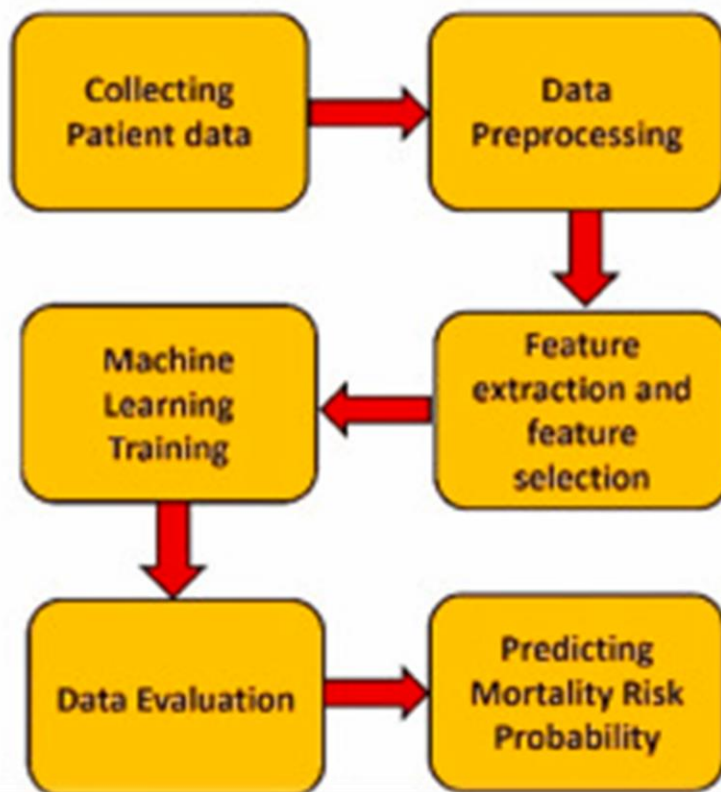 Collecting
Patient data
Data
Preprocessing
Feature
extraction and
feature
selection
Machine
Learning
Training
Data Evaluation
Predicting
Mortality Risk
Probability